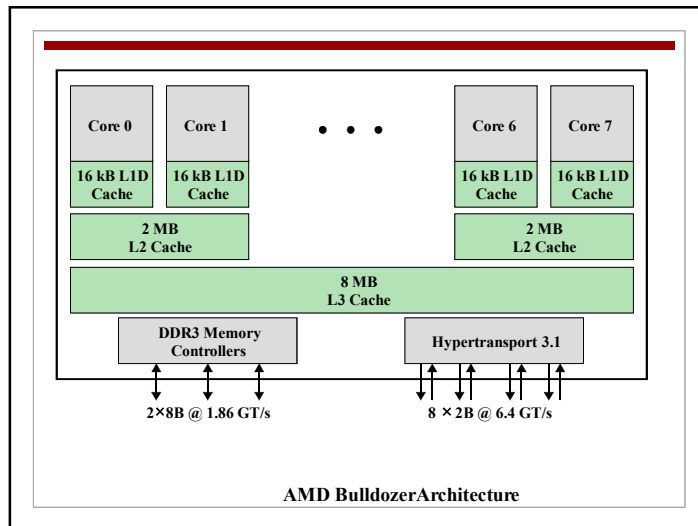 Core 0
Core 1
• • •
Core 6
Core 7
16 kB L1D
Cache
16 kB L1D
Cache
16 kB L1D
Cache
16 kB L1D
Cache
2 MB
L2 Cache
2 MB
L2 Cache
8 MB
L3 Cache
DDR3 Memory
Controllers
Hypertransport 3.1
2×8B @ 1.86 GT/s
8 ×2B @ 6.4 GT/s
AMD BulldozerArchitecture